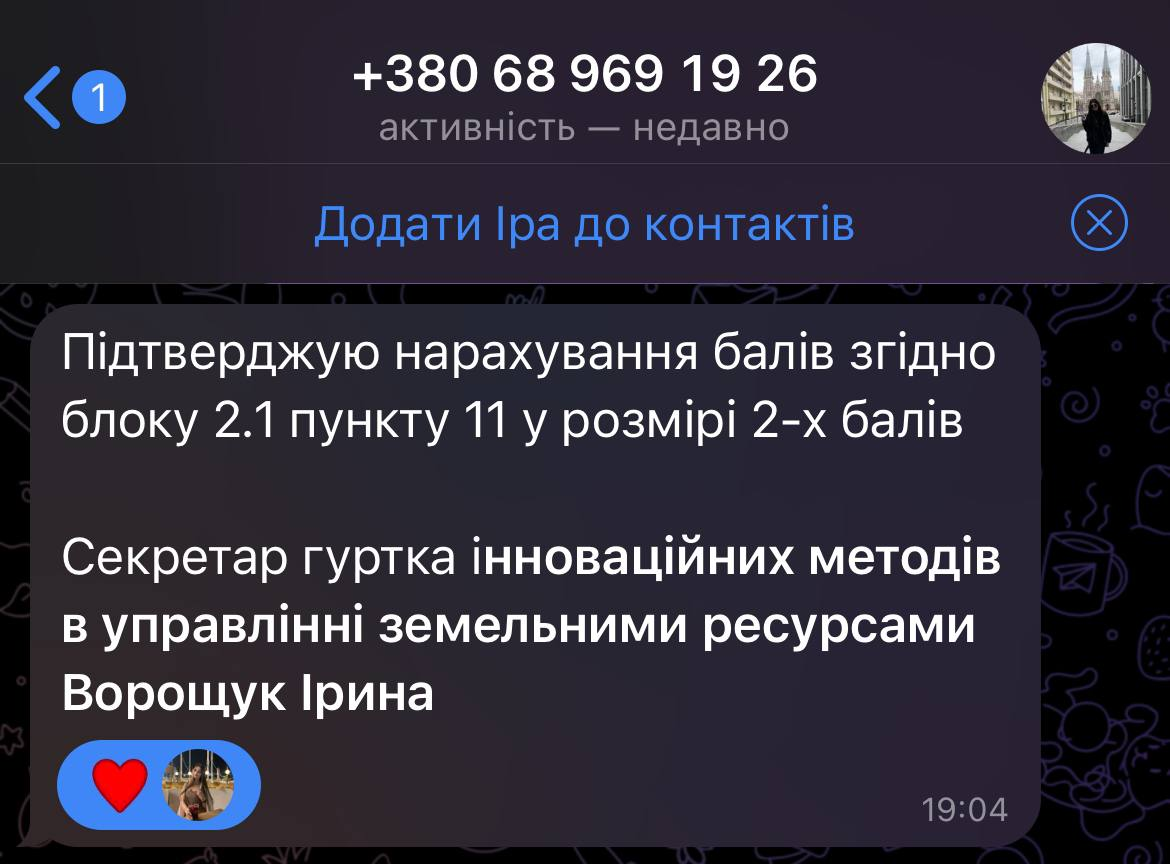 1
+380 68 969 19 26
активність — недавно
Додати Іра до контактів
Підтверджую нарахування балів згідно
блоку 2.1 пункту 11 у розмірі 2-х балів
Секретар гуртка інноваційних методів
в управлінні земельними ресурсами
Ворощук Ірина
19:04